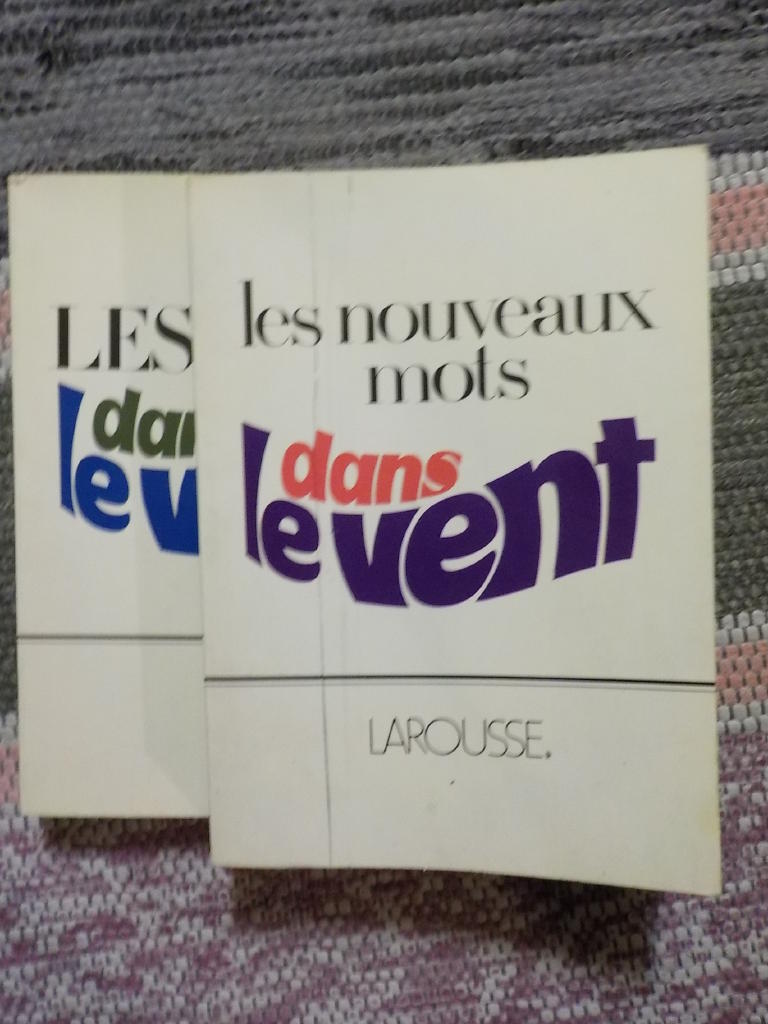 LES
dan
le v
les nouveaux
mots
dans
le vent
LAROUSSE.